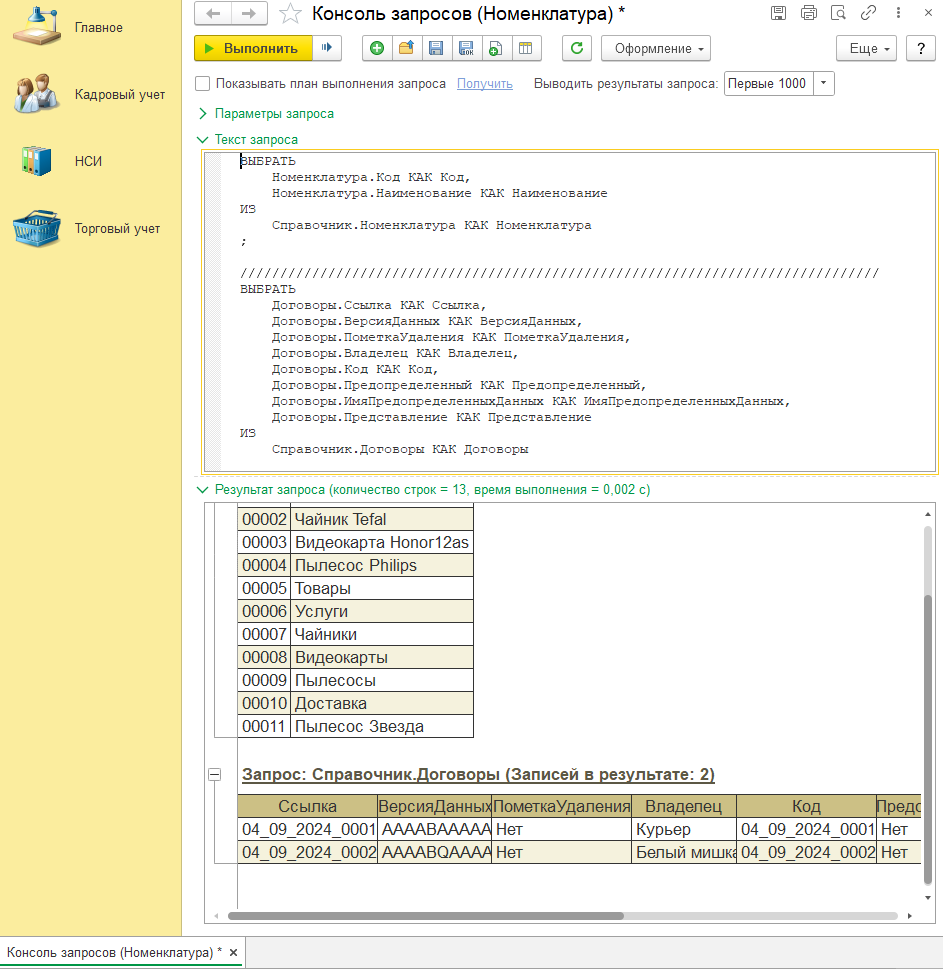 Главное
Кадровый учет
НСИ
Торговый учет
Консоль запросов (Номенклатура) *
Выполнить
Оформление
Еще
?
Показывать план выполнения запроса Получить Выводить результаты запроса: Первые 1000
Параметры запроса
Текст запроса
ВЫБРАТЬ
Номенклатура.Код КАК Код,
Номенклатура.Наименование КАК Наименование
ИЗ
Справочник.Номенклатура КАК Номенклатура
;
////////////////////////////////////////////////////////////////////////////////
ВЫБРАТЬ
Договоры.Ссылка КАК Ссылка,
Договоры.ВерсияДанных КАК ВерсияДанных,
Договоры.ПометкаУдаления КАК ПометкаУдаления,
Договоры.Владелец КАК Владелец,
Договоры.Код КАК Код,
Договоры.Предопределенный КАК Предопределенный,
Договоры.ИмяПредопределенныхДанных КАК ИмяПредопределенныхДанных,
Договоры.Представление КАК Представление
ИЗ
Справочник.Договоры КАК Договоры
Результат запроса (количество строк = 13, время выполнения = 0,002 с)
00002 Чайник Tefal
00003 Видеокарта Honor12as
00004 Пылесос Philips
00005 Товары
00006 Услуги
00007 Чайники
00008 Видеокарты
00009 Пылесосы
00010 Доставка
00011 Пылесос Звезда
Запрос: Справочник.Договоры (Записей в результате: 2)
Ссылка ВерсияДанных ПометкаУдаления Владелец Код Предо
04_09_2024_0001 AAAABAAAAA Нет Курьер 04_09_2024_0001 Нет
04_09_2024_0002 AAAABQAAAA Нет Белый мишка 04_09_2024_0002 Нет
Консоль запросов (Номенклатура) * ×